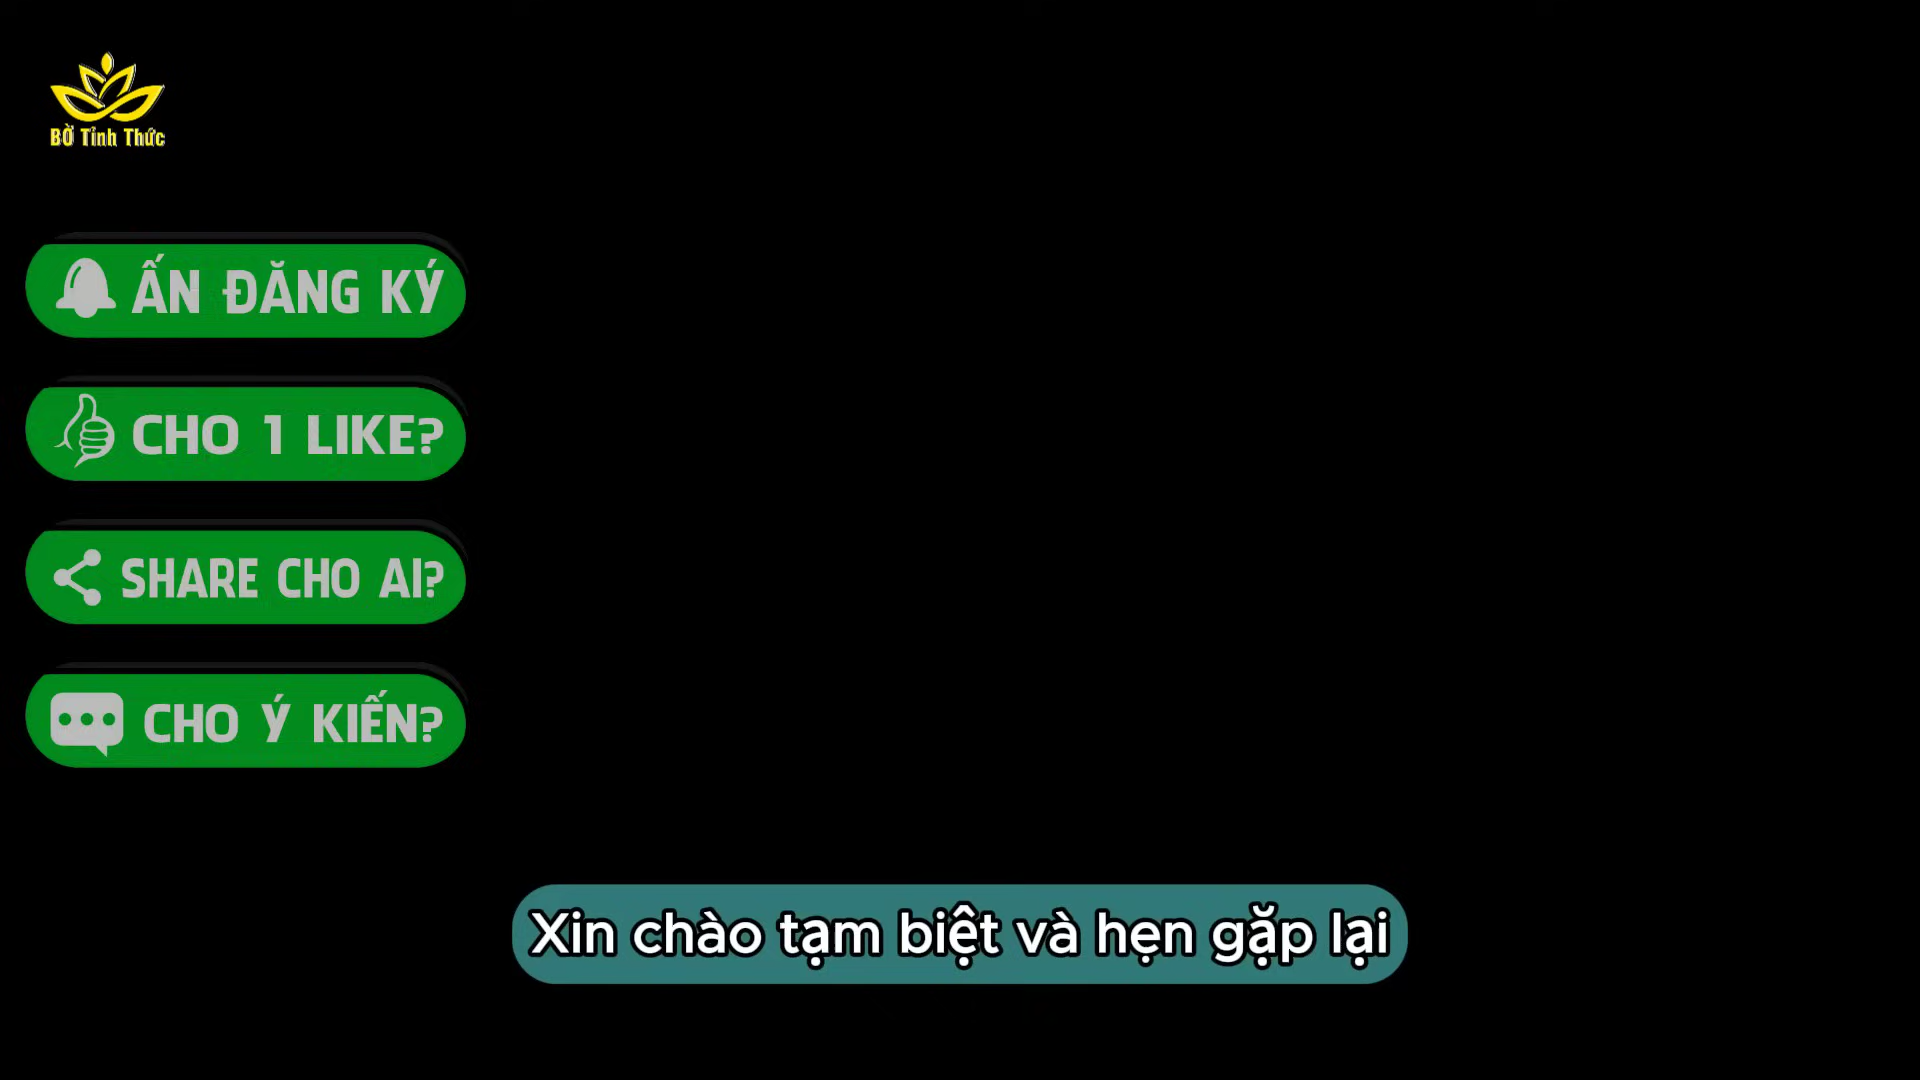 BỜ Tỉnh Thức
ẤN ĐĂNG KÝ
CHO 1 LIKE?
SHARE CHO AI?
CHO Ý KIẾN?
Xin chào tạm biệt và hẹn gặp lại